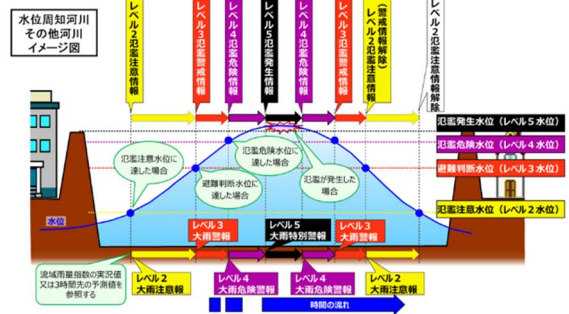 水位周知河川
その他河川
イメージ図
レベル2氾濫注意情報
レベル3氾濫警戒情報
レベル4氾濫危険情報
レベル5氾濫発生情報
レベル4氾濫危険情報
レベル3氾濫警戒情報
レベル2氾濫注意情報
(警戒情報解除)
レベル2氾濫注意情報解除
氾濫発生水位(レベル5水位)
氾濫危険水位(レベル4水位)
避難判断水位(レベル3水位)
氾濫注意水位(レベル2水位)
氾濫注意水位に
達した場合
避難判断水位に
達した場合
氾濫危険水位に
達した場合
氾濫が発生した
場合
水位
レベル3
大雨警報
レベル5
大雨特別警報
レベル3
大雨警報
流域雨量指数の実況値
又は3時間先の予測値を
参照する
レベル2
大雨注意報
レベル4
大雨危険警報
レベル4
大雨危険警報
レベル2
大雨注意報
時間の流れ